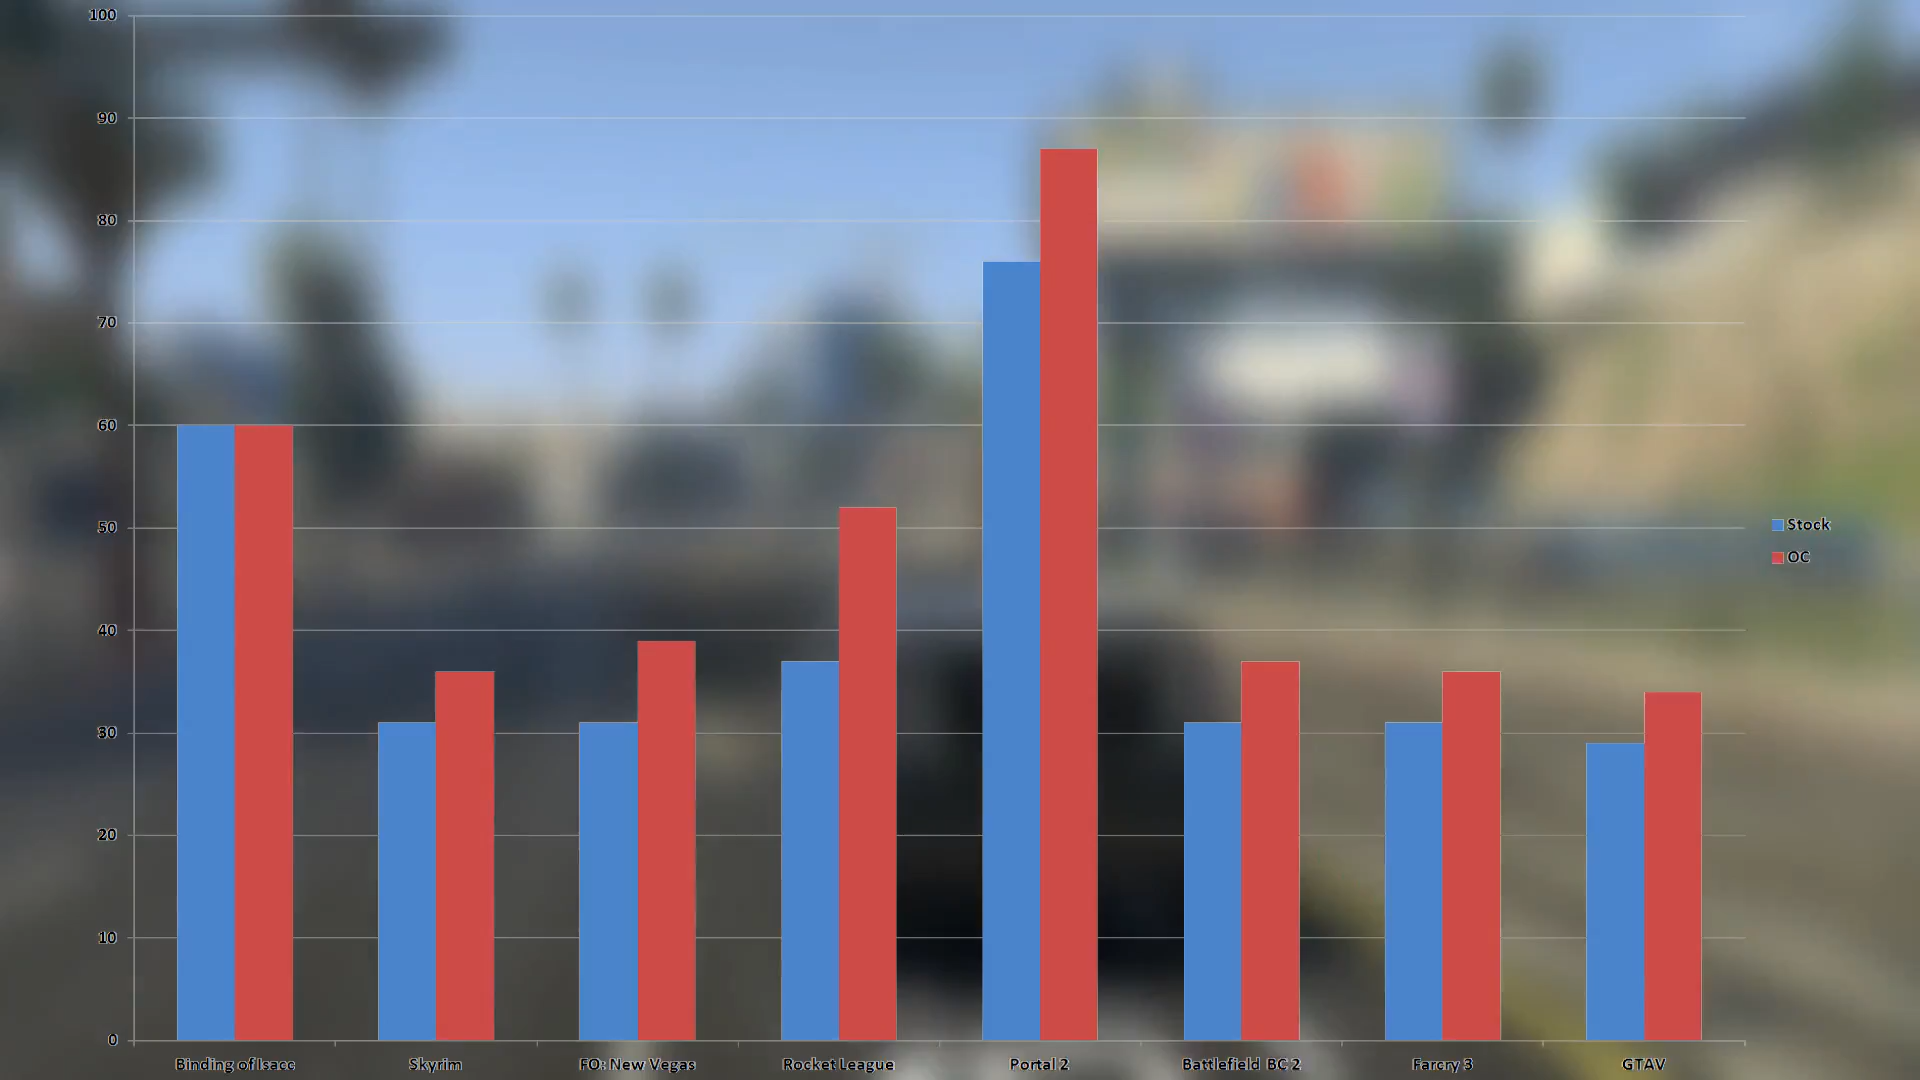 100
90
80
70
60
50
40
30
20
10
0
Binding of Isacc
Skyrim
FO: New Vegas
Rocket League
Portal 2
Battlefield BC 2
Farcry 3
GTAV
Stock
OC